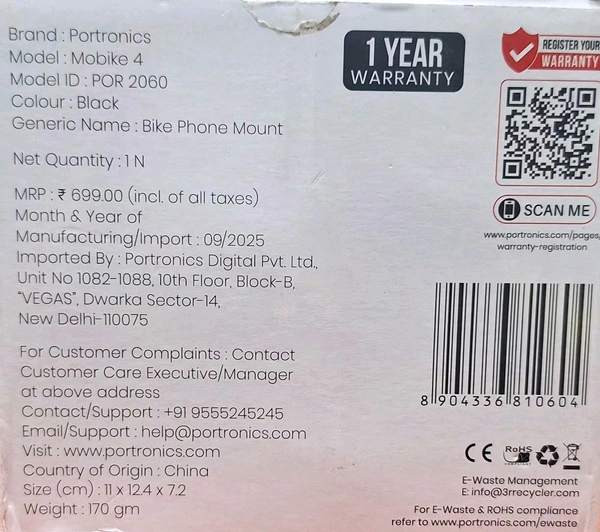 Brand : Portronics
Model : Mobike 4
Model ID : POR 2060
Colour : Black
Generic Name : Bike Phone Mount
Net Quantity : 1 N
MRP : ₹ 699.00 (incl. of all taxes)
Month & Year of
Manufacturing/Import : 09/2025
Imported By : Portronics Digital Pvt. Ltd.,
Unit No 1082-1088, 10th Floor, Block-B,
"VEGAS", Dwarka Sector-14,
New Delhi-110075
For Customer Complaints : Contact
Customer Care Executive/Manager
at above address
Contact/Support : +91 9555245245
Email/Support : help@portronics.com
Visit : www.portronics.com
Country of Origin : China
Size (cm) : 11 x 12.4 x 7.2
Weight : 170 gm
1 YEAR
WARRANTY
REGISTER YOUR
WARRANTY
SCAN ME
www.portronics.com/pages/
warranty-registration
8 904336 810604
CE RoHS
E-Waste Management
E: info@3rrecycler.com
For E-Waste & ROHS compliance
refer to www.portronics.com/ewaste